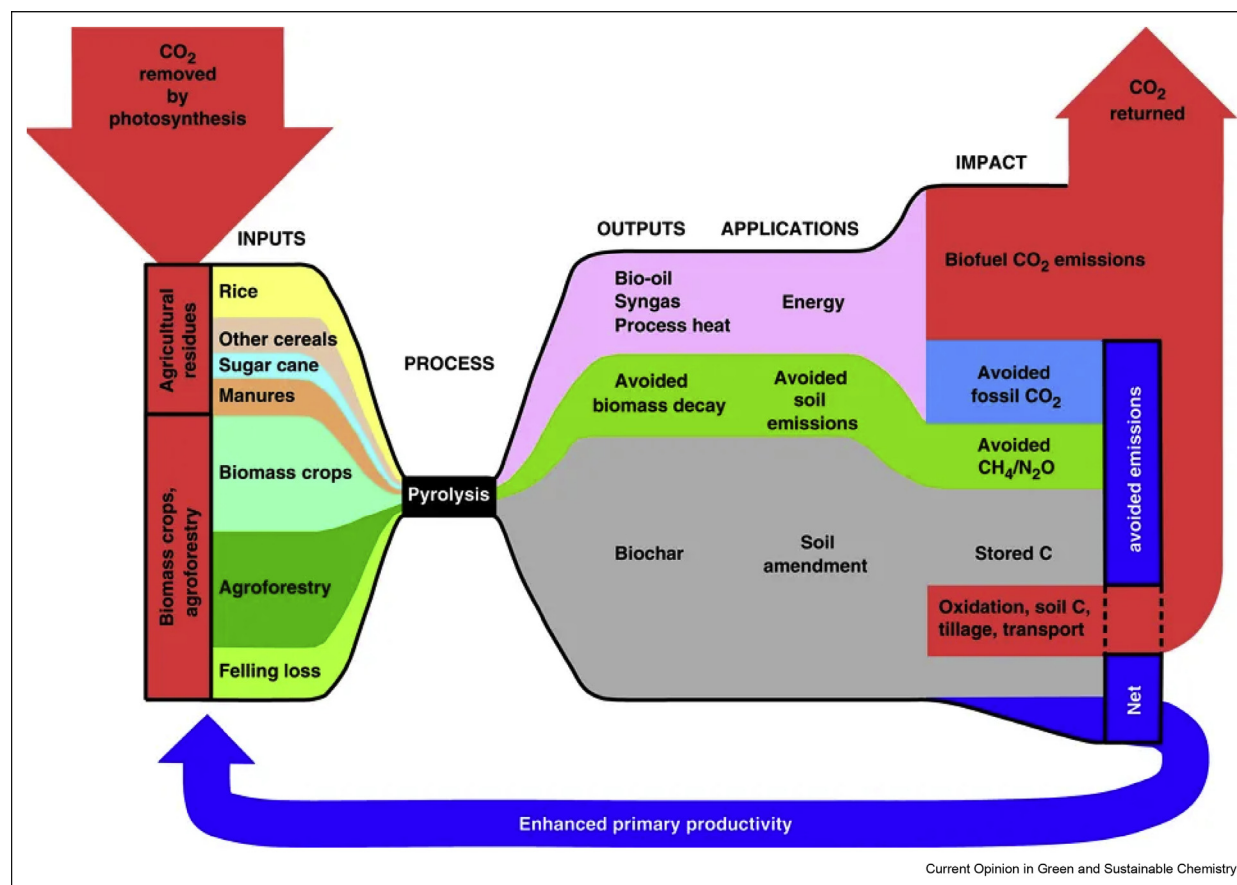 CO₂
removed
by
photosynthesis
CO₂
returned
IMPACT
INPUTS
OUTPUTS
APPLICATIONS
PROCESS
Agricultural
residues
Biomass crops,
agroforestry
Rice
Other cereals
Sugar cane
Manures
Biomass crops
Agroforestry
Felling loss
Pyrolysis
Bio-oil
Syngas
Process heat
Energy
Avoided
biomass decay
Avoided
soil
emissions
Biochar
Soil
amendment
Biofuel CO₂ emissions
Avoided
fossil CO₂
Avoided
CH₄/N₂O
Stored C
Oxidation, soil C,
tillage, transport
avoided emissions
Net
Enhanced primary productivity
Current Opinion in Green and Sustainable Chemistry